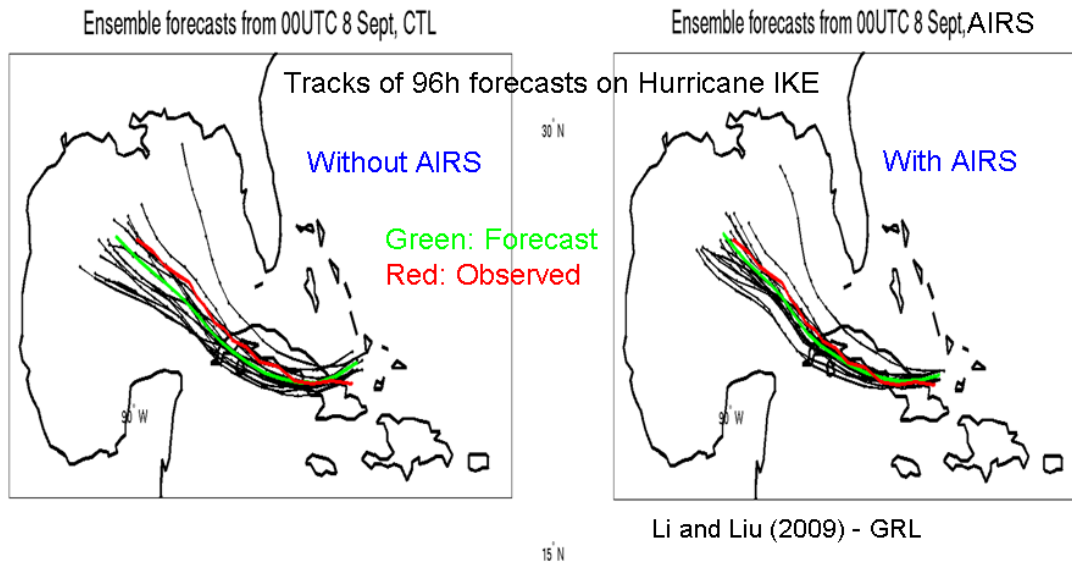 Ensemble forecasts from 00UTC 8 Sept, CTL
Ensemble forecasts from 00UTC 8 Sept, AIRS
Tracks of 96h forecasts on Hurricane IKE
30° N
Without AIRS
With AIRS
Green: Forecast
Red: Observed
90° W
90° W
Li and Liu (2009) - GRL
15° N